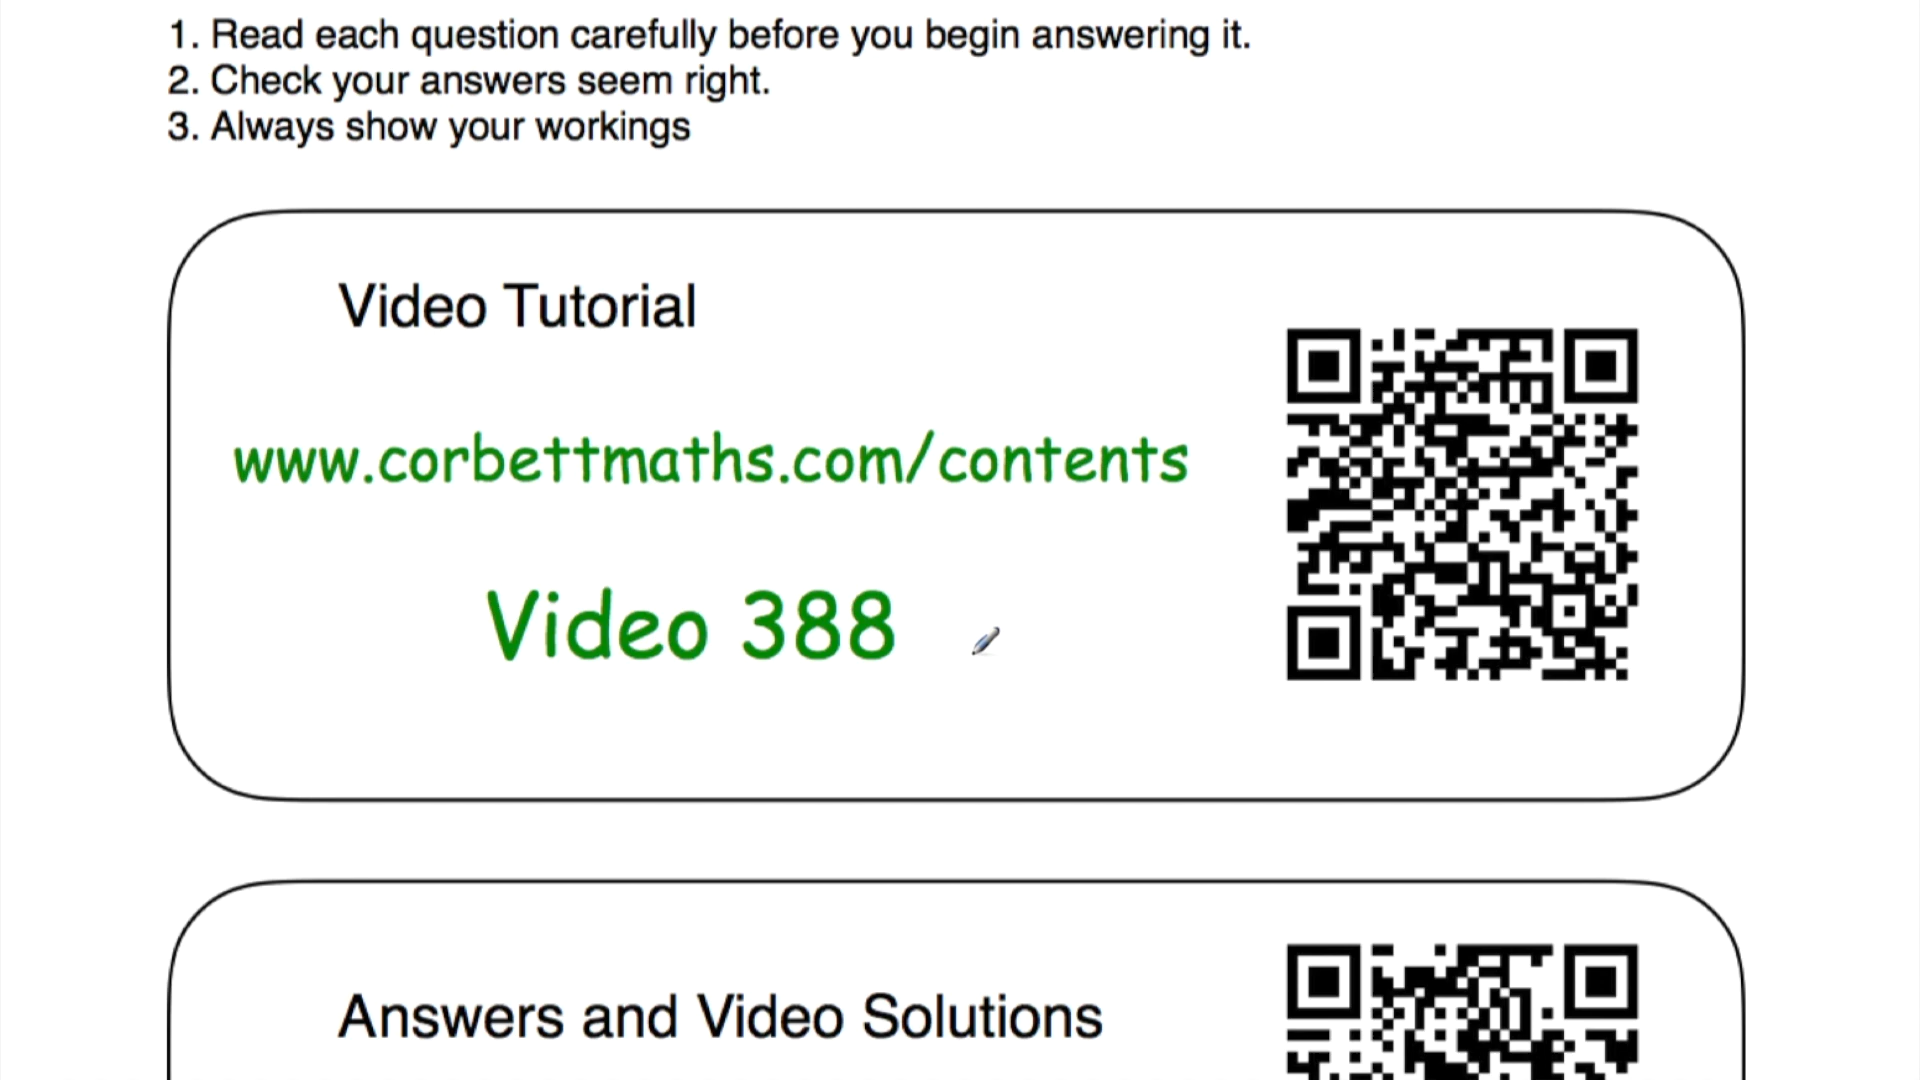 1. Read each question carefully before you begin answering it.
2. Check your answers seem right.
3. Always show your workings
Video Tutorial
www.corbettmaths.com/contents
Video 388
Answers and Video Solutions